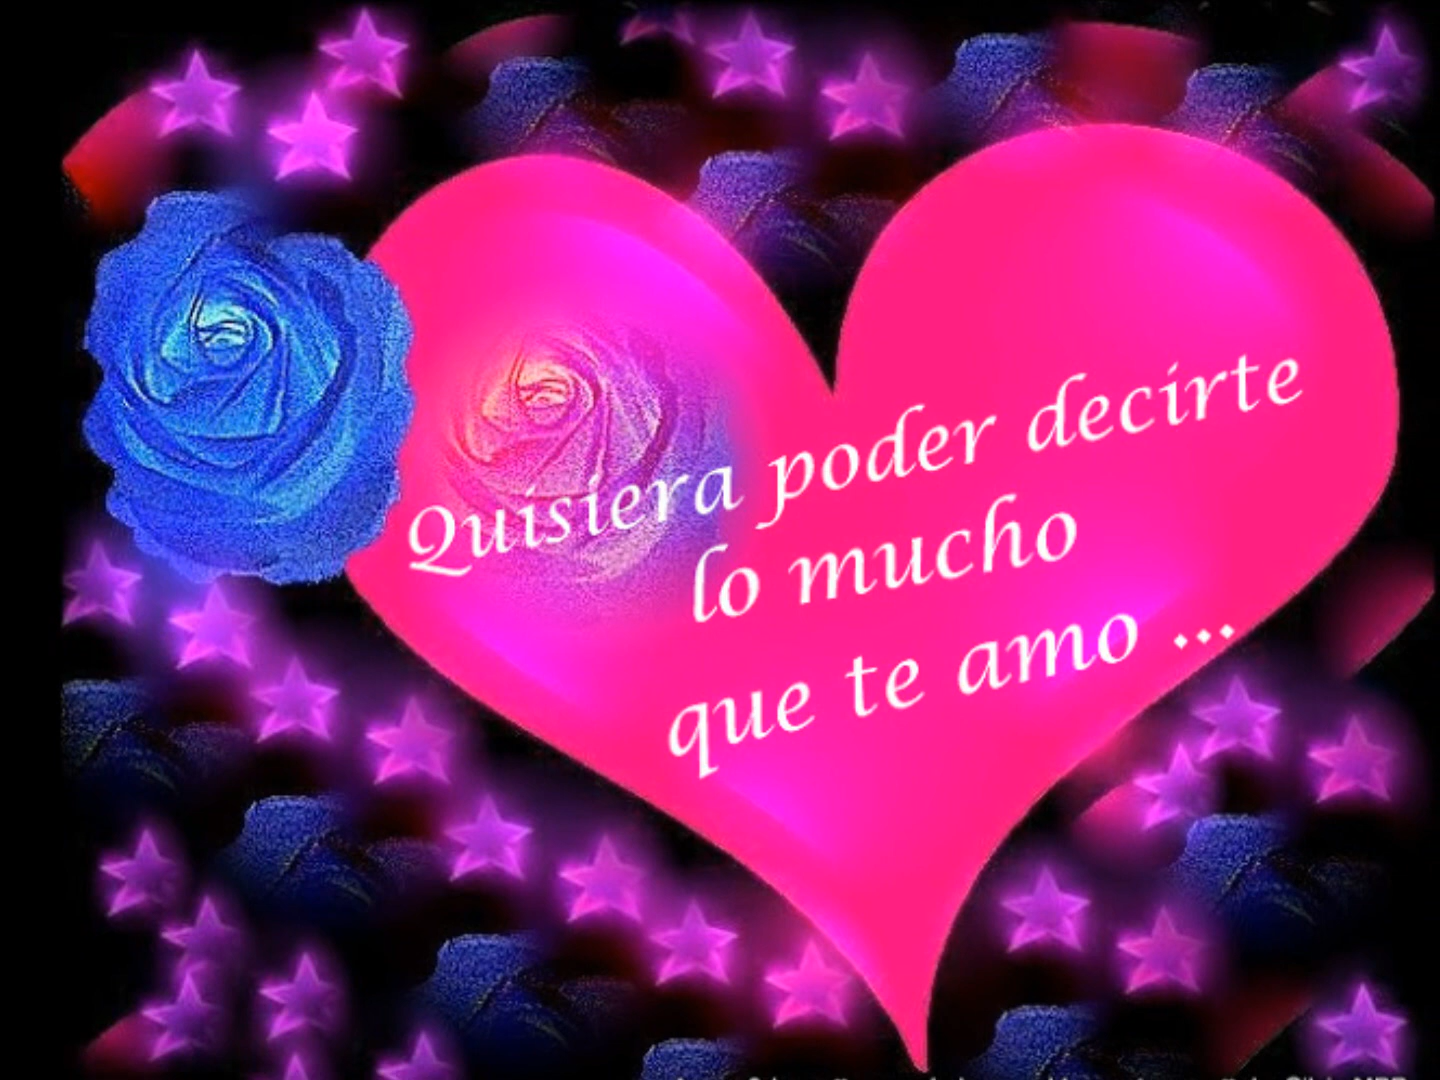 Quisiera poder decirte
lo mucho
que te amo ...